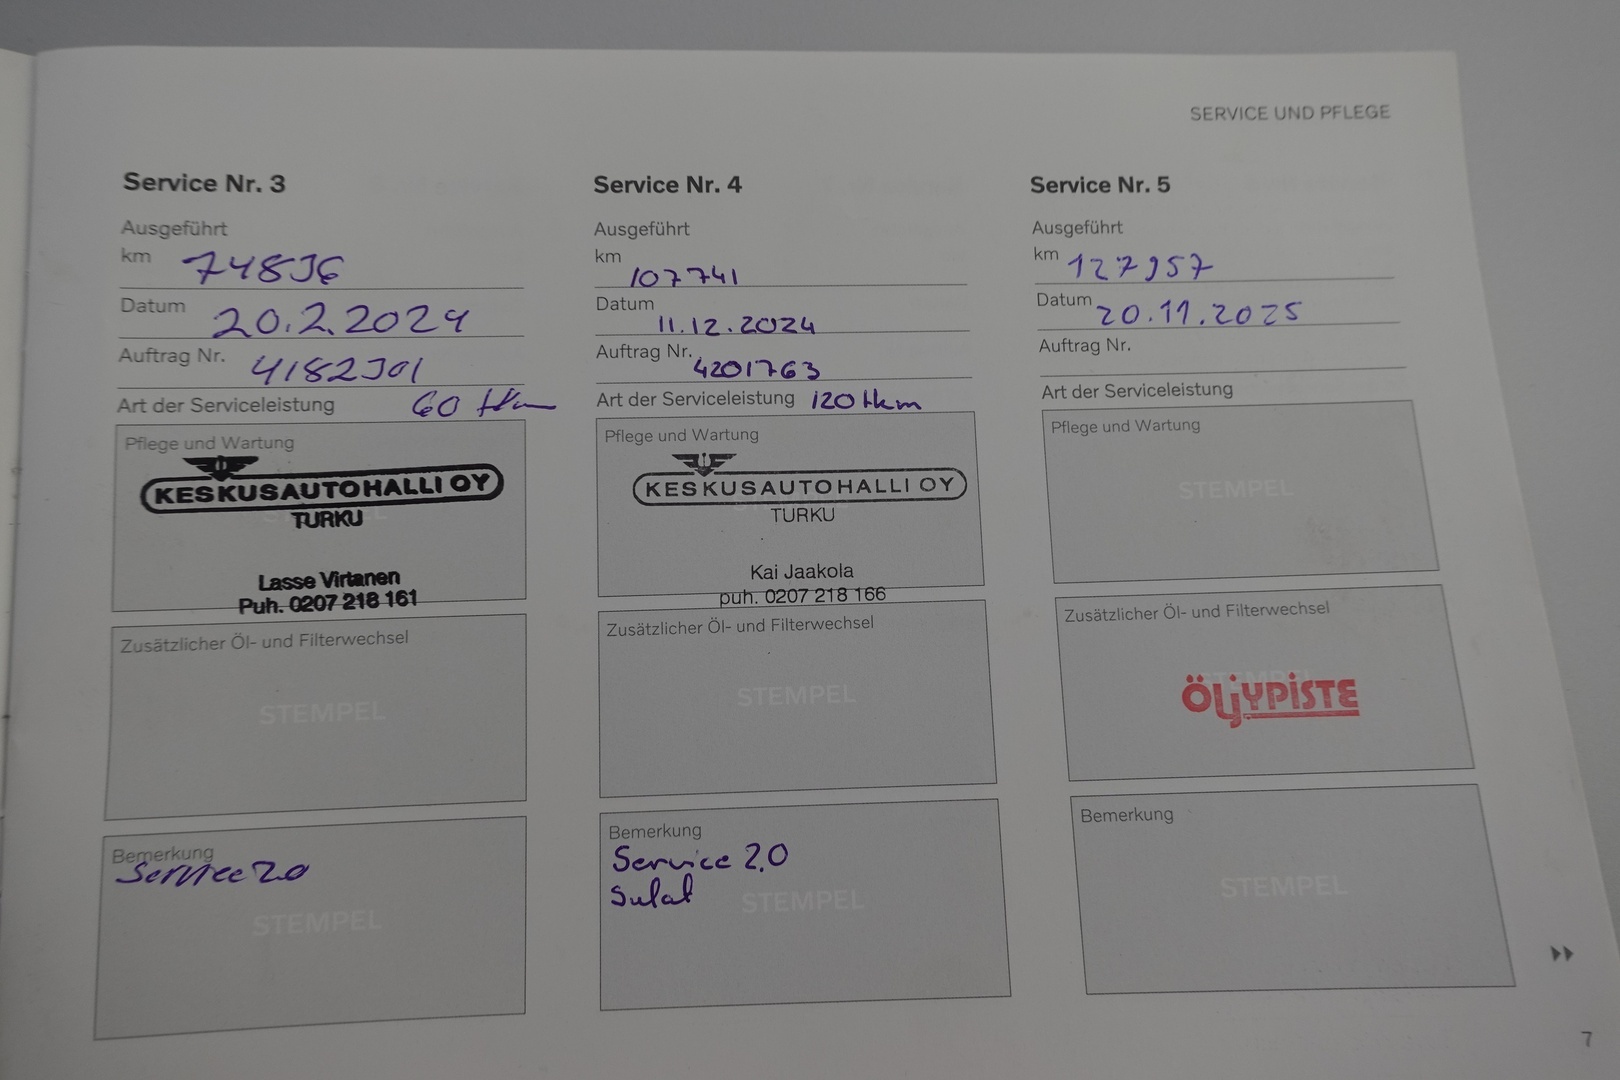 SERVICE UND PFLEGE
Service Nr. 3
Ausgeführt
km 74836
Datum 20.2.2024
Auftrag Nr. 4182301
Art der Serviceleistung 60 tkm
Pflege und Wartung
KESKUSAUTOHALLI OY
TURKU
Lasse Virtanen
Puh. 0207 218 161
Zusätzlicher Öl- und Filterwechsel
STEMPEL
Bemerkung
Service 2.0
STEMPEL
Service Nr. 4
Ausgeführt
km 107741
Datum 11.12.2024
Auftrag Nr. 4201763
Art der Serviceleistung 120 tkm
Pflege und Wartung
KESKUSAUTOHALLI OY
TURKU
Kai Jaakola
puh. 0207 218 166
Zusätzlicher Öl- und Filterwechsel
STEMPEL
Bemerkung
Service 2.0
Sulat
STEMPEL
Service Nr. 5
Ausgeführt
km 127957
Datum 20.11.2025
Auftrag Nr.
Art der Serviceleistung
Pflege und Wartung
STEMPEL
Zusätzlicher Öl- und Filterwechsel
STEMPEL
ÖLJYPISTE
Bemerkung
STEMPEL
7